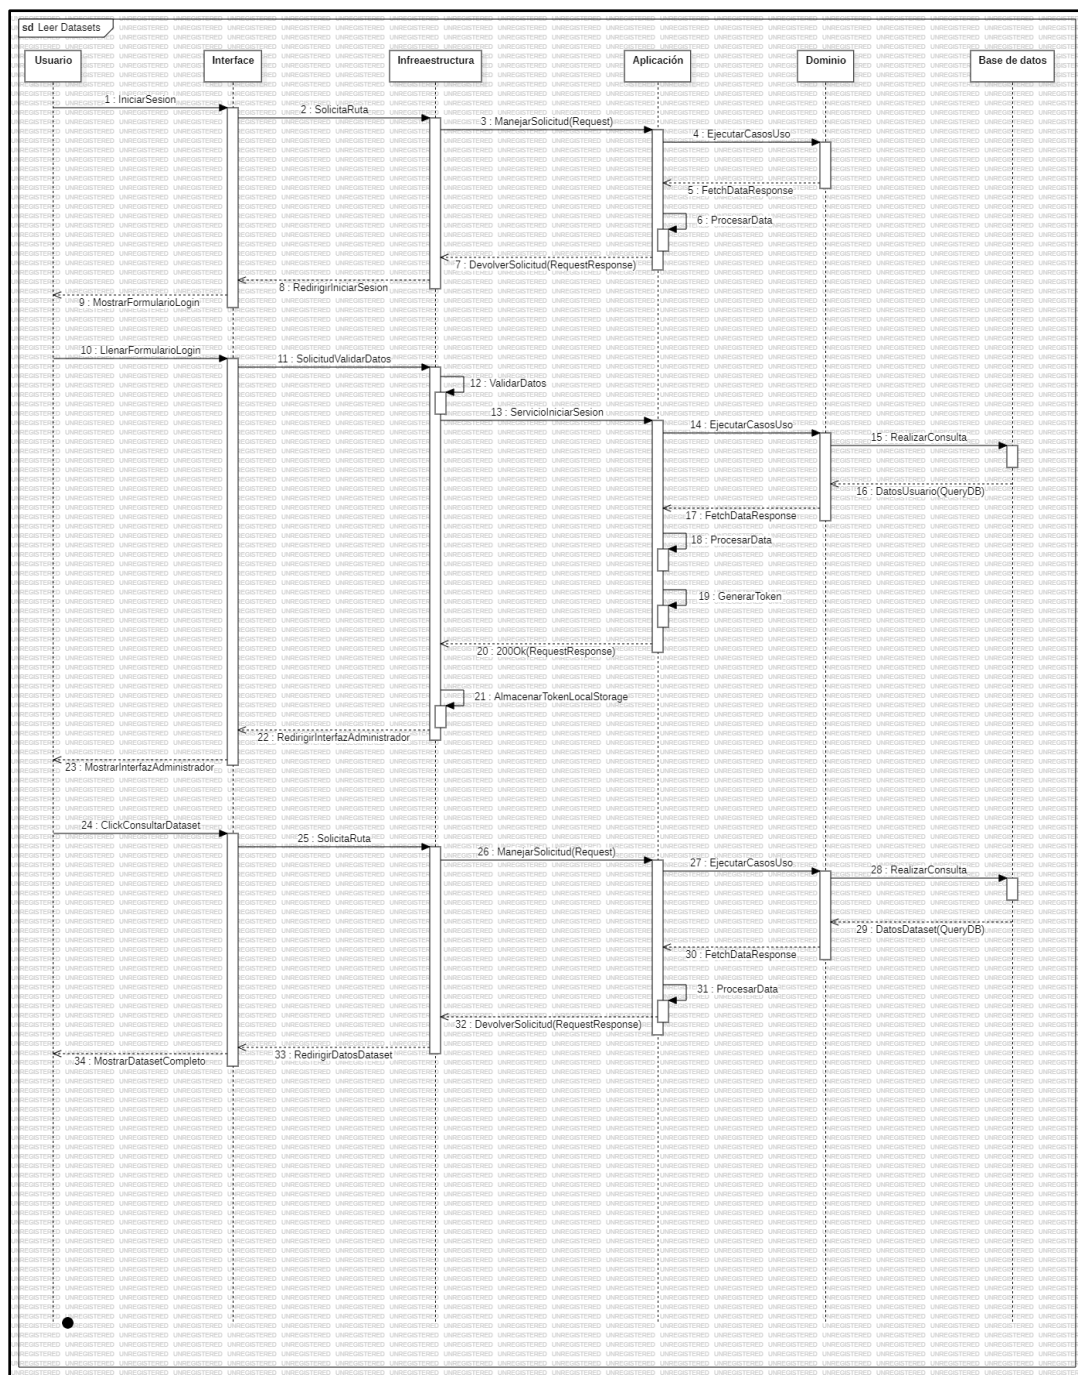 sd Leer Datasets
Usuario
Interface
Infreaestructura
Aplicación
Dominio
Base de datos
1 : IniciarSesion
2 : SolicitaRuta
3 : ManejarSolicitud(Request)
4 : EjecutarCasosUso
5 : FetchDataResponse
6 : ProcesarData
7 : DevolverSolicitud(RequestResponse)
8 : RedirigirIniciarSesion
9 : MostrarFormularioLogin
10 : LlenarFormularioLogin
11 : SolicitudValidarDatos
12 : ValidarDatos
13 : ServicioIniciarSesion
14 : EjecutarCasosUso
15 : RealizarConsulta
16 : DatosUsuario(QueryDB)
17 : FetchDataResponse
18 : ProcesarData
19 : GenerarToken
20 : 200Ok(RequestResponse)
21 : AlmacenarTokenLocalStorage
22 : RedirigirInterfazAdministrador
23 : MostrarInterfazAdministrador
24 : ClickConsultarDataset
25 : SolicitaRuta
26 : ManejarSolicitud(Request)
27 : EjecutarCasosUso
28 : RealizarConsulta
29 : DatosDataset(QueryDB)
30 : FetchDataResponse
31 : ProcesarData
32 : DevolverSolicitud(RequestResponse)
33 : RedirigirDatosDataset
34 : MostrarDatasetCompleto
UNREGISTERED